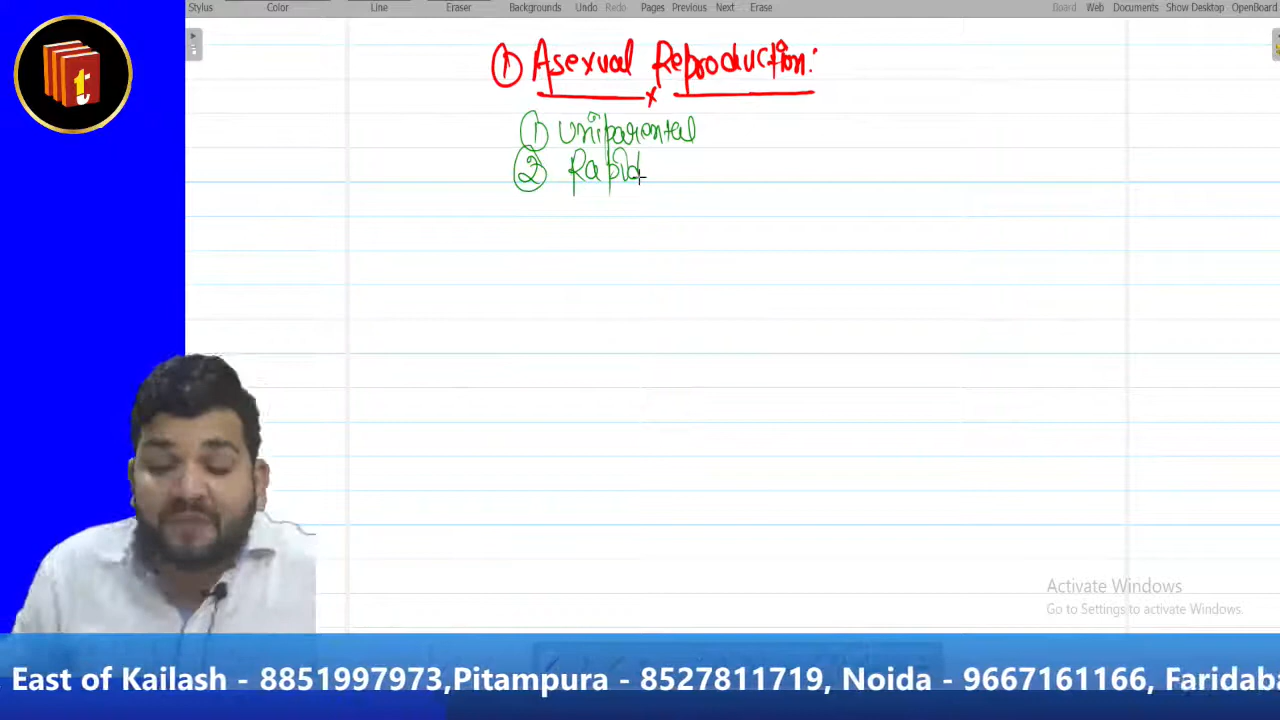 Stylus Color Line Eraser Backgrounds Undo Redo Pages Previous Next Erase Board Web Documents Show Desktop OpenBoard
t
① Asexual Reproduction:
① Uniparental
② Rapid
Activate Windows
Go to Settings to activate Windows.
East of Kailash - 8851997973,Pitampura - 8527811719, Noida - 9667161166, Faridaba